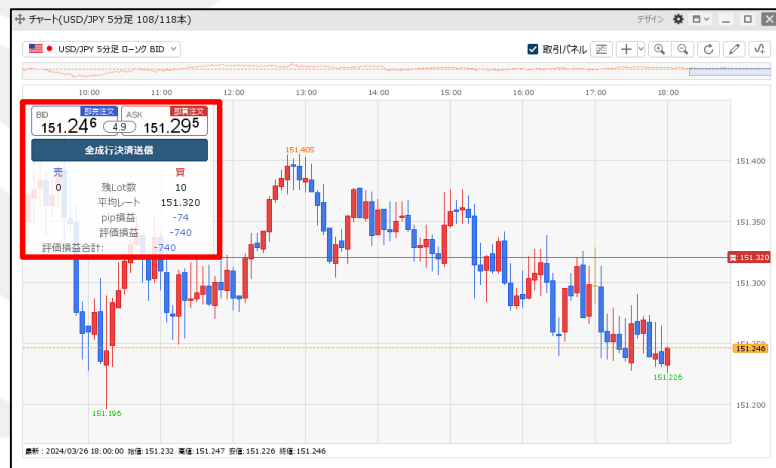 チャート(USD/JPY 5分足 108/118本)
デザイン
USD/JPY 5分足 ローソク BID
取引パネル
10:00 11:00 12:00 13:00 14:00 15:00 16:00 17:00 18:00
BID 即売注文 ASK 即買注文
151.246 4.9 151.295
全成行決済送信
売 買
0 残Lot数 10
平均レート 151.320
pip損益 -74
評価損益 -740
評価損益合計: -740
151.405
151.400
151.350
買:151.320
151.300
151.250
151.246
151.226
151.200
151.196
最新 : 2024/03/26 18:00:00 始値:151.232 高値:151.247 安値:151.226 終値:151.246